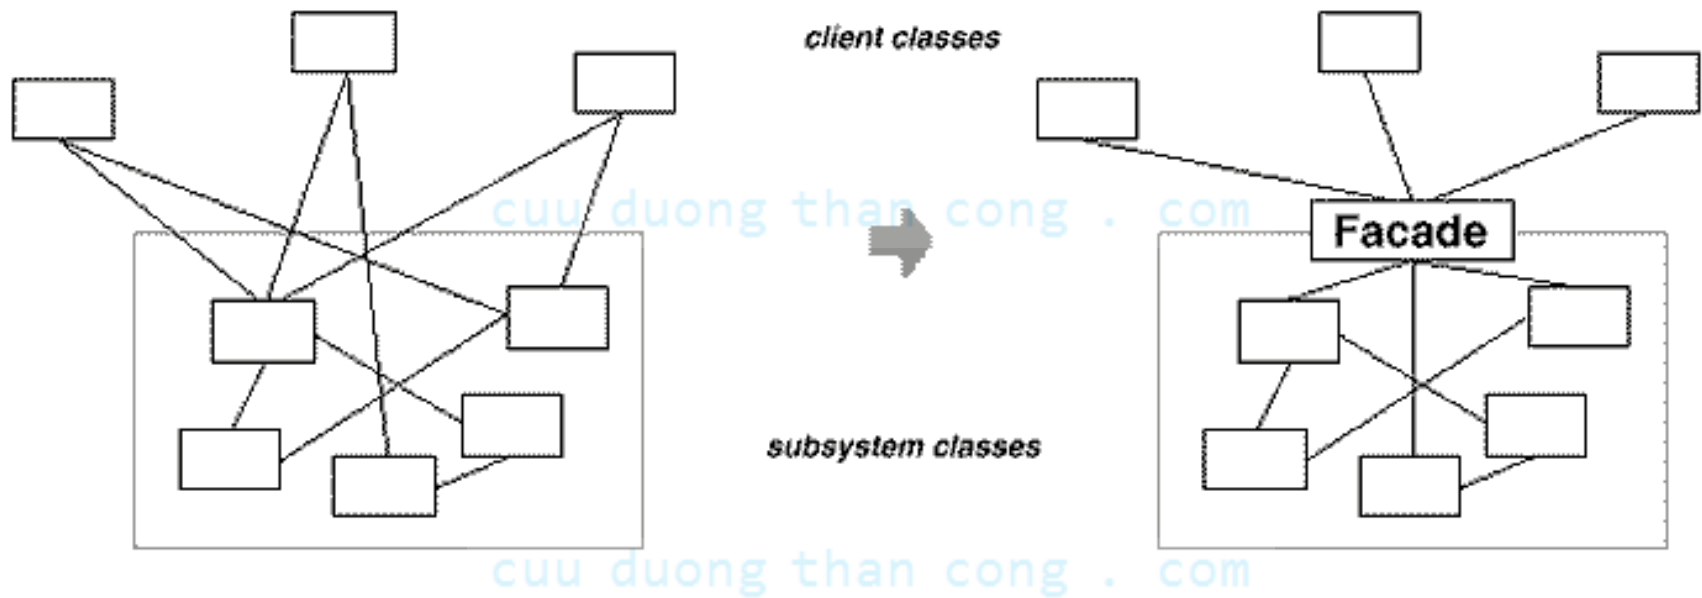 client classes
cuu duong than cong . com
Facade
subsystem classes
cuu duong than cong . com